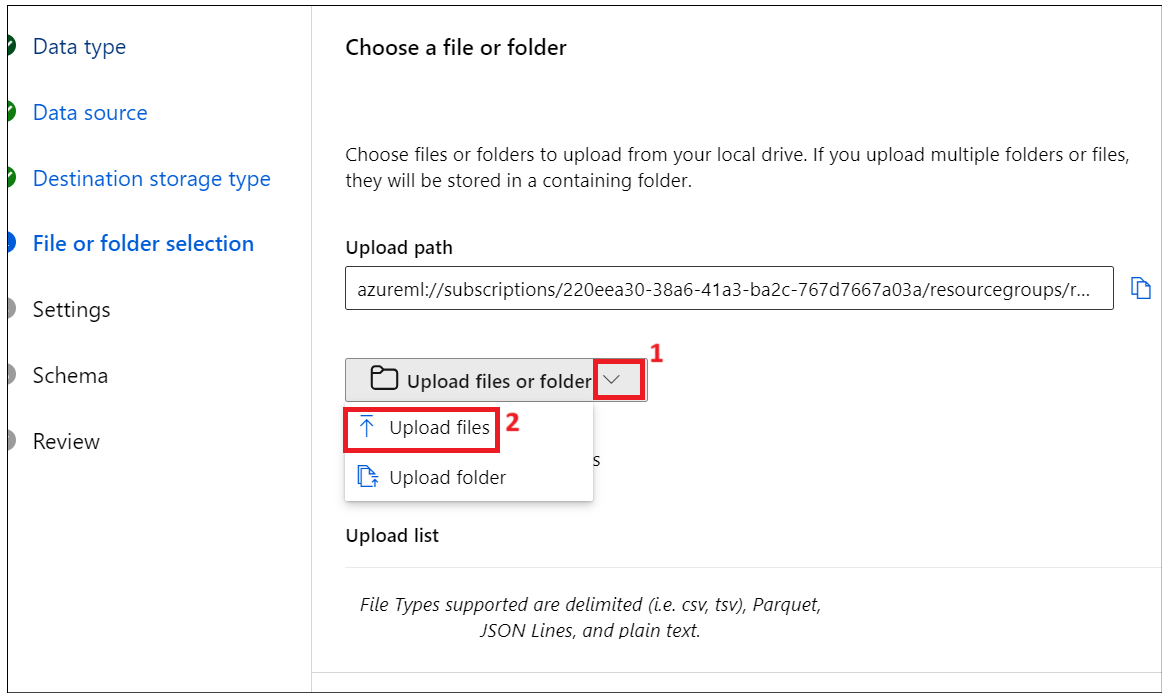 Data type
Data source
Destination storage type
File or folder selection
Settings
Schema
Review
Choose a file or folder
Choose files or folders to upload from your local drive. If you upload multiple folders or files,
they will be stored in a containing folder.
Upload path
azureml://subscriptions/220eea30-38a6-41a3-ba2c-767d7667a03a/resourcegroups/r...
1
Upload files or folder
Upload files 2
s
Upload folder
Upload list
File Types supported are delimited (i.e. csv, tsv), Parquet,
JSON Lines, and plain text.